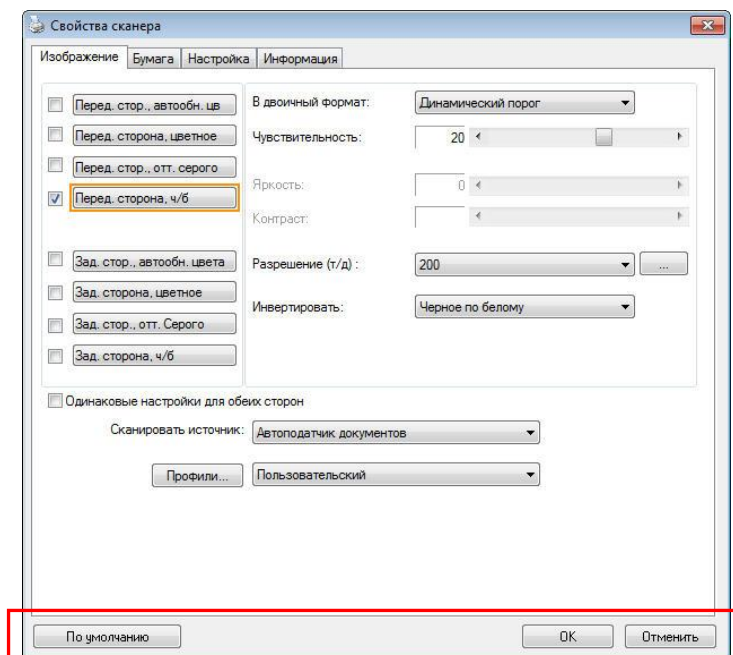 Свойства сканера
Изображение Бумага Настройка Информация
Перед. стор., автообн. цв
Перед. сторона, цветное
Перед. стор., отт. серого
Перед. сторона, ч/б
Зад. стор., автообн. цвета
Зад. сторона, цветное
Зад. стор., отт. Серого
Зад. сторона, ч/б
В двоичный формат: Динамический порог
Чувствительность: 20
Яркость: 0
Контраст:
Разрешение (т/д) : 200 ...
Инвертировать: Черное по белому
Одинаковые настройки для обеих сторон
Сканировать источник: Автоподатчик документов
Профили... Пользовательский
По умолчанию OK Отменить